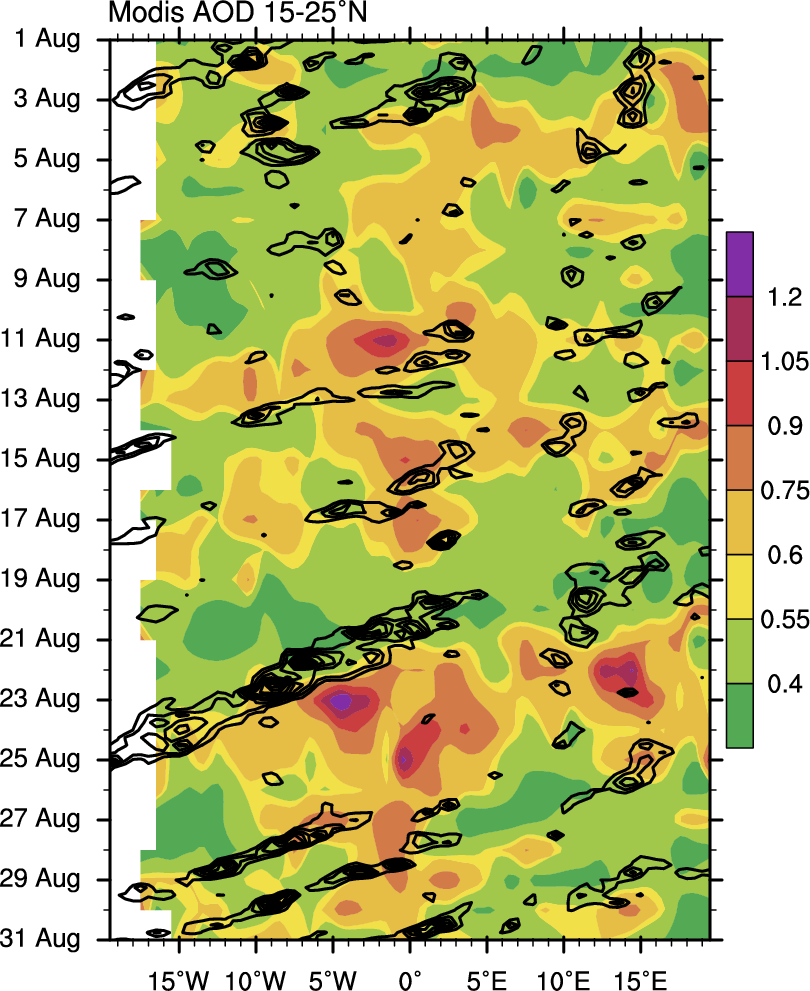 Modis AOD 15-25°N
1 Aug
3 Aug
5 Aug
7 Aug
9 Aug
11 Aug
13 Aug
15 Aug
17 Aug
19 Aug
21 Aug
23 Aug
25 Aug
27 Aug
29 Aug
31 Aug
15°W 10°W 5°W 0° 5°E 10°E 15°E
1.2
1.05
0.9
0.75
0.6
0.55
0.4